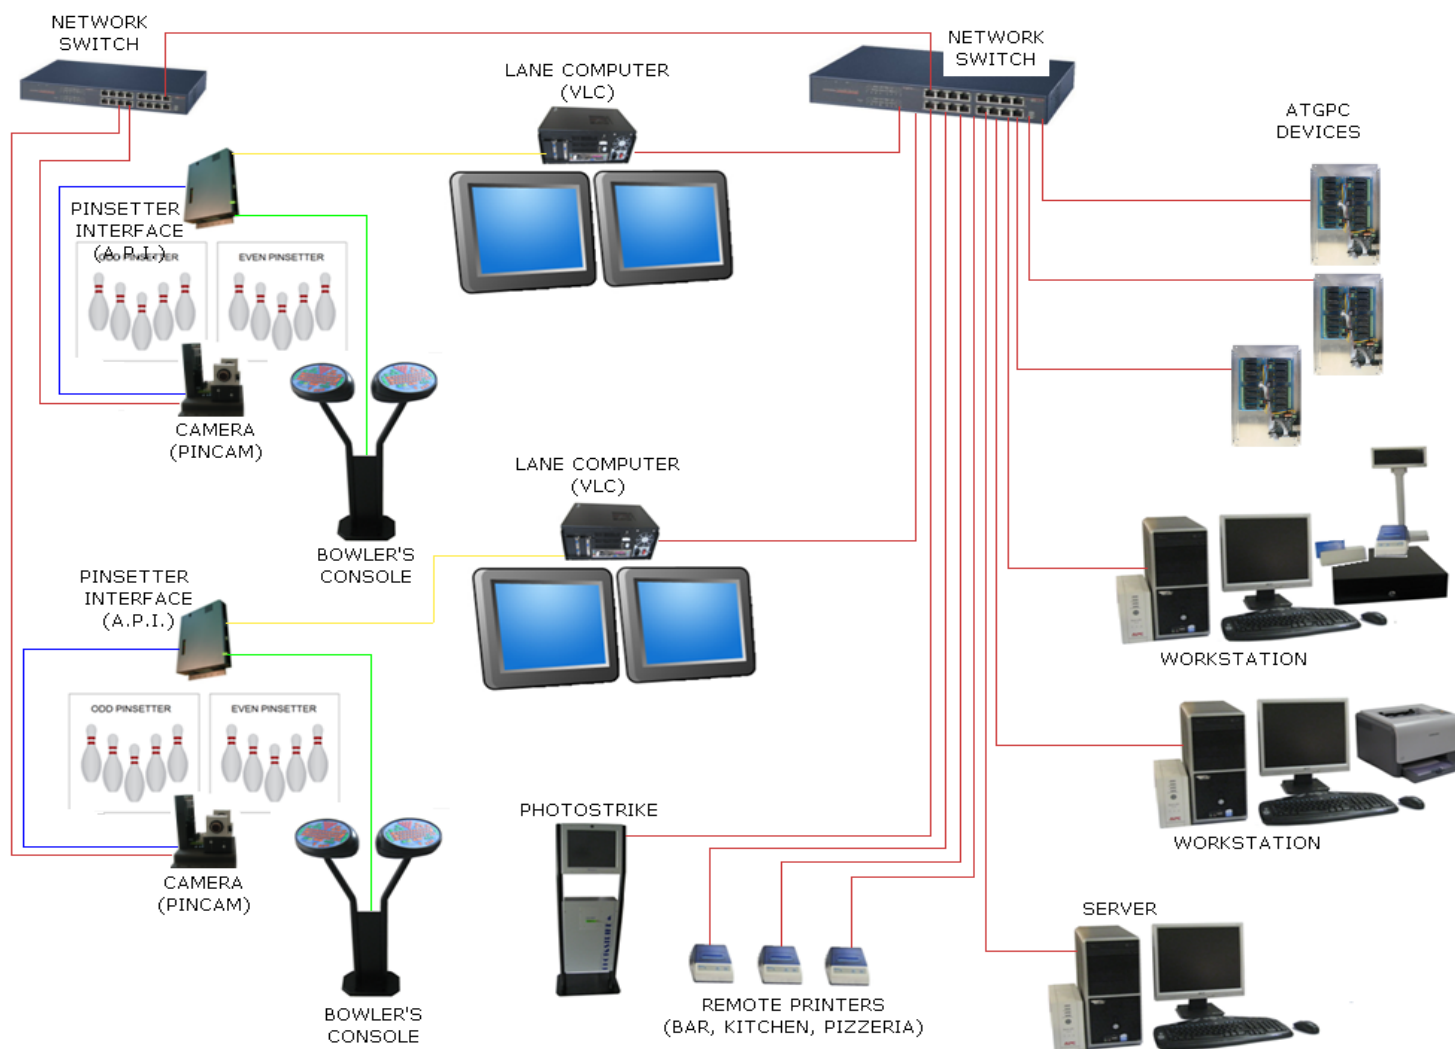 NETWORK
SWITCH
LANE COMPUTER
(VLC)
NETWORK
SWITCH
ATGPC
DEVICES
PINSETTER
INTERFACE
(A.P.I.)
ODD PINSETTER
EVEN PINSETTER
CAMERA
(PINCAM)
BOWLER'S
CONSOLE
LANE COMPUTER
(VLC)
PINSETTER
INTERFACE
(A.P.I.)
ODD PINSETTER
EVEN PINSETTER
CAMERA
(PINCAM)
BOWLER'S
CONSOLE
PHOTOSTRIKE
REMOTE PRINTERS
(BAR, KITCHEN, PIZZERIA)
WORKSTATION
WORKSTATION
SERVER